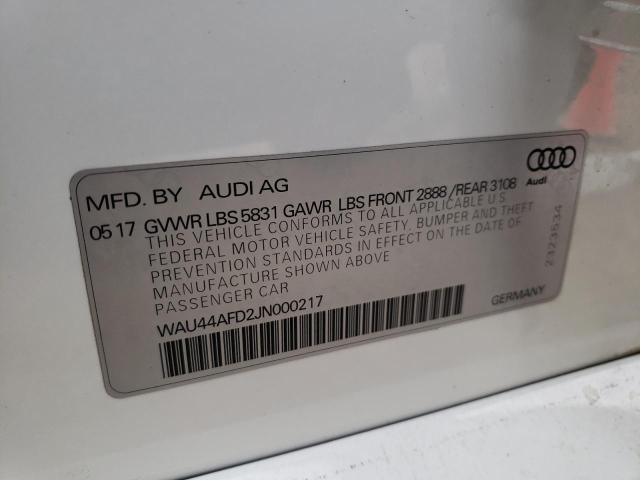 MFD. BY AUDI AG
Audi
05 17 GVWR LBS 5831 GAWR LBS FRONT 2888 / REAR 3108
THIS VEHICLE CONFORMS TO ALL APPLICABLE U.S.
FEDERAL MOTOR VEHICLE SAFETY, BUMPER AND THEFT
PREVENTION STANDARDS IN EFFECT ON THE DATE OF
MANUFACTURE SHOWN ABOVE
PASSENGER CAR
WAU44AFD2JN000217
GERMANY
2323534